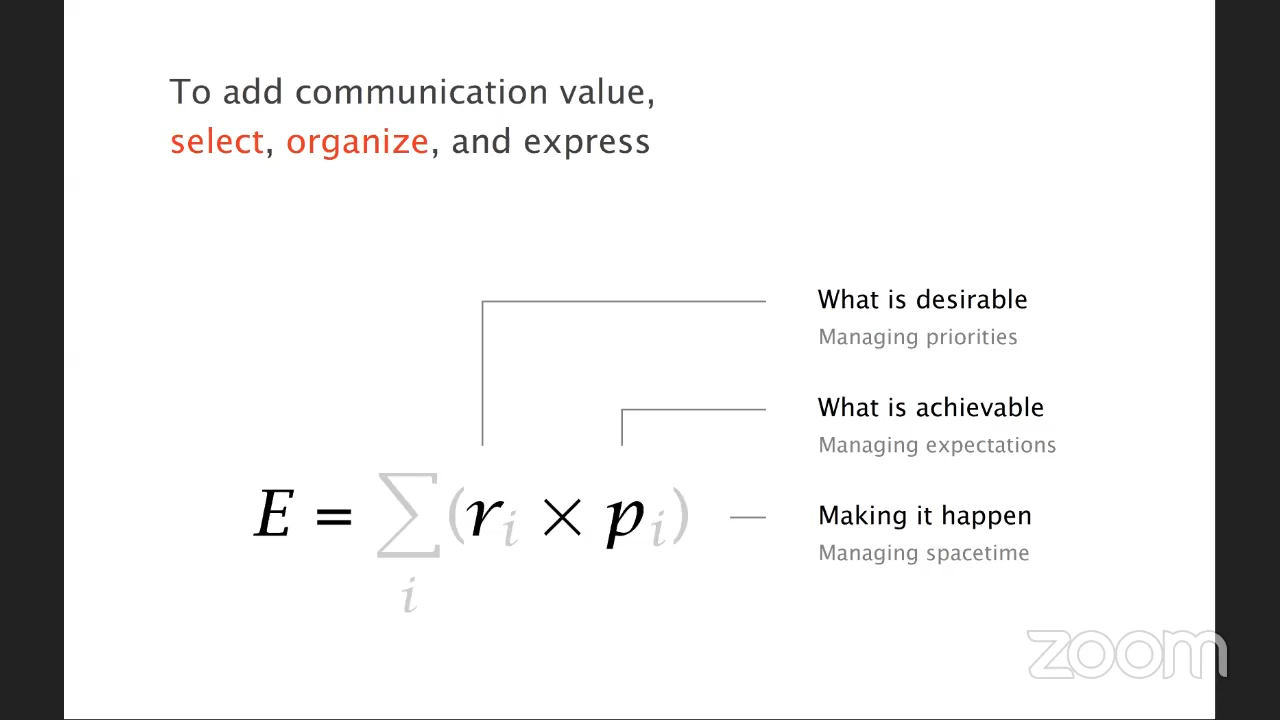 To add communication value,
select, organize, and express
What is desirable
Managing priorities
What is achievable
Managing expectations
E = ∑(rᵢ × pᵢ)
i
Making it happen
Managing spacetime
zoom